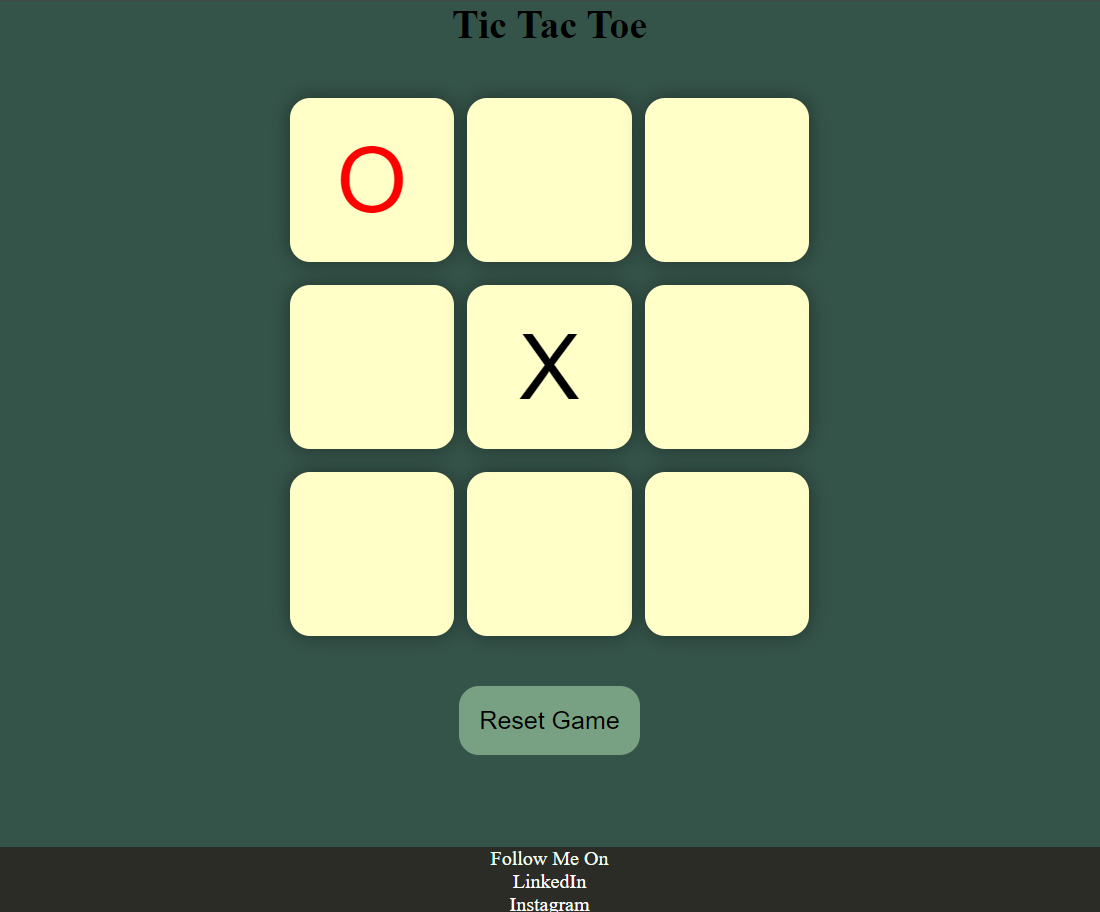 Tic Tac Toe
O
X
Reset Game
Follow Me On
LinkedIn
Instagram